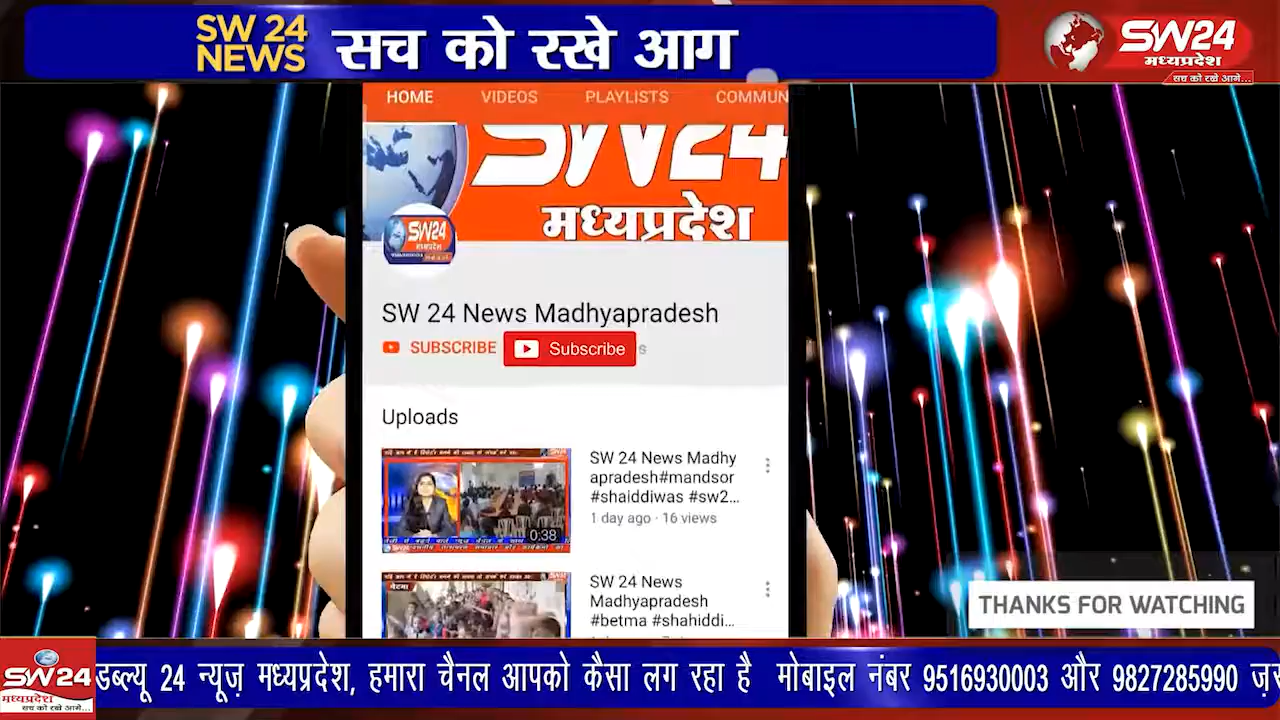 SW 24
NEWS
सच को रखे आग
SW24
मध्यप्रदेश
सच को रखे आगे...
HOME VIDEOS PLAYLISTS COMMUN
SW24
मध्यप्रदेश
SW24
SW 24 News Madhyapradesh
SUBSCRIBE Subscribe s
Uploads
SW 24 News Madhy
apradesh#mandsor
#shaiddiwas #sw2...
1 day ago · 16 views
0:38
SW 24 News
Madhyapradesh
#betma #shahiddi...
बेटमा
THANKS FOR WATCHING
SW24
मध्यप्रदेश
सच को रखे आगे...
डब्ल्यू 24 न्यूज़ मध्यप्रदेश, हमारा चैनल आपको कैसा लग रहा है मोबाइल नंबर 9516930003 और 9827285990 ज़रू